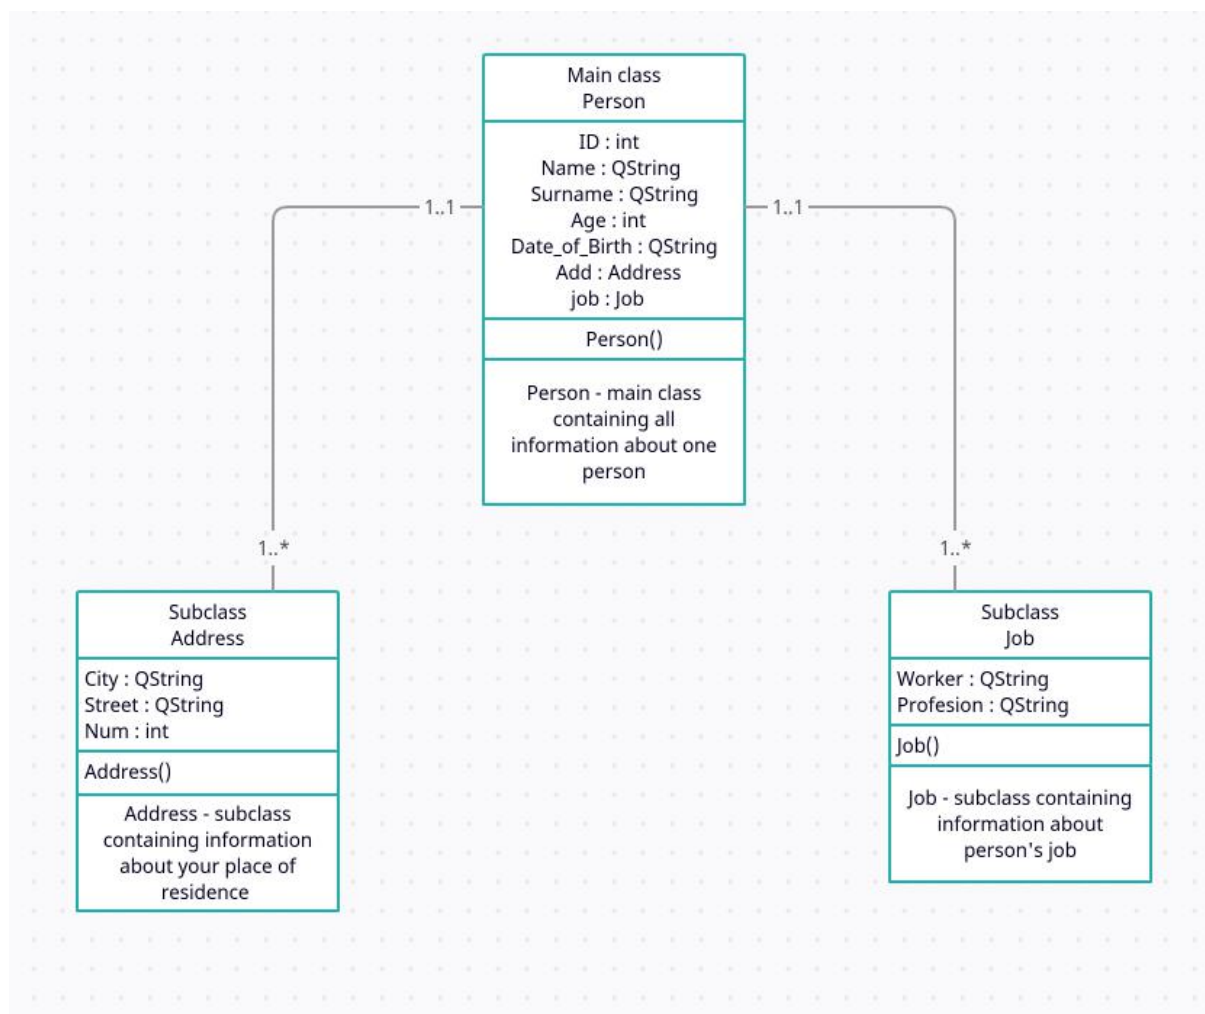 Main class
Person
ID : int
Name : QString
Surname : QString
Age : int
Date_of_Birth : QString
Add : Address
job : Job
Person()
Person - main class
containing all
information about one
person
1..1
1..1
1..*
1..*
Subclass
Address
City : QString
Street : QString
Num : int
Address()
Address - subclass
containing information
about your place of
residence
Subclass
Job
Worker : QString
Profesion : QString
Job()
Job - subclass containing
information about
person's job